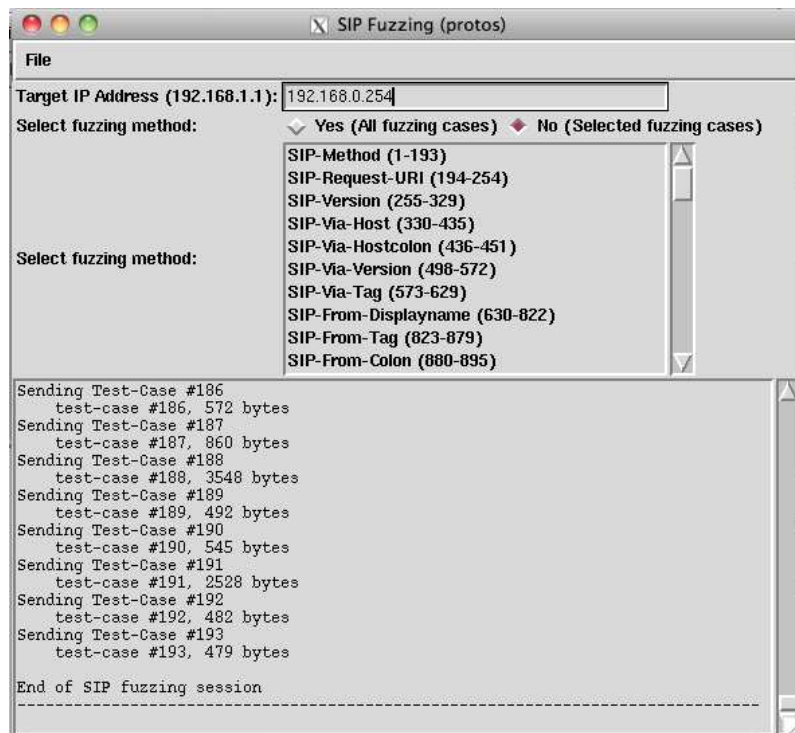 SIP Fuzzing (protos)
File
Target IP Address (192.168.1.1): 192.168.0.254
Select fuzzing method: Yes (All fuzzing cases) No (Selected fuzzing cases)
SIP-Method (1-193)
SIP-Request-URI (194-254)
SIP-Version (255-329)
SIP-Via-Host (330-435)
SIP-Via-Hostcolon (436-451)
Select fuzzing method:
SIP-Via-Version (498-572)
SIP-Via-Tag (573-629)
SIP-From-Displayname (630-822)
SIP-From-Tag (823-879)
SIP-From-Colon (880-895)
Sending Test-Case #186
test-case #186, 572 bytes
Sending Test-Case #187
test-case #187, 860 bytes
Sending Test-Case #188
test-case #188, 3548 bytes
Sending Test-Case #189
test-case #189, 492 bytes
Sending Test-Case #190
test-case #190, 545 bytes
Sending Test-Case #191
test-case #191, 2528 bytes
Sending Test-Case #192
test-case #192, 482 bytes
Sending Test-Case #193
test-case #193, 479 bytes
End of SIP fuzzing session
--------------------------------------------------------------------------------